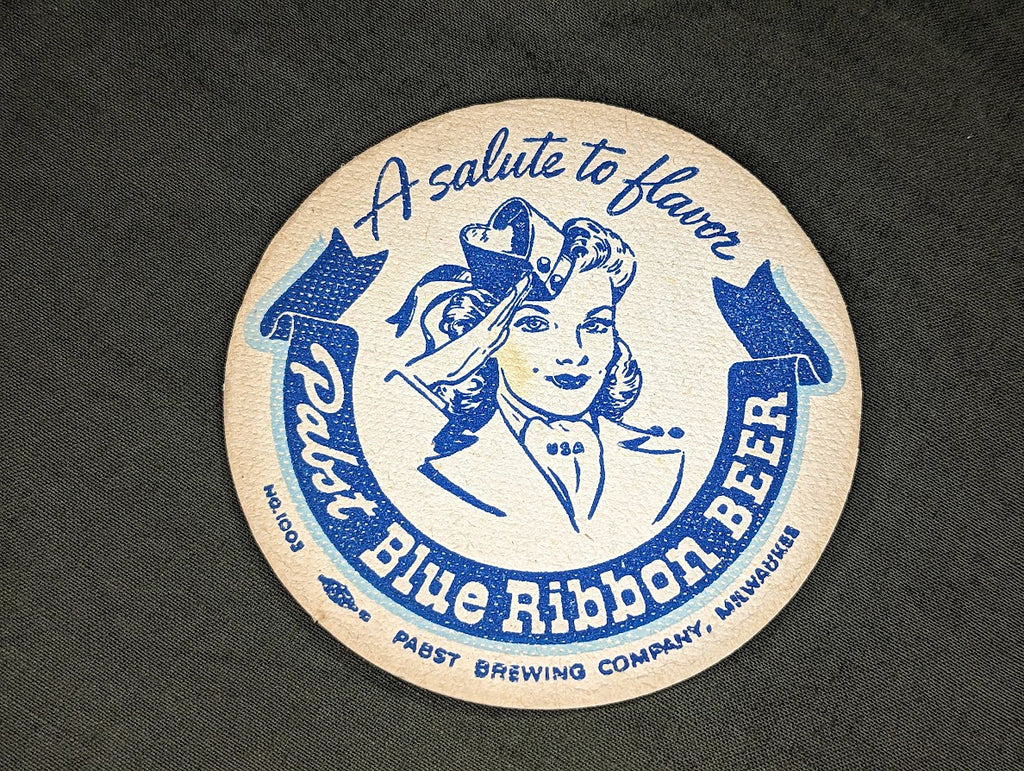 A salute to flavor
USA
Pabst Blue Ribbon BEER
NO. 1003
PABST BREWING COMPANY, MILWAUKEE